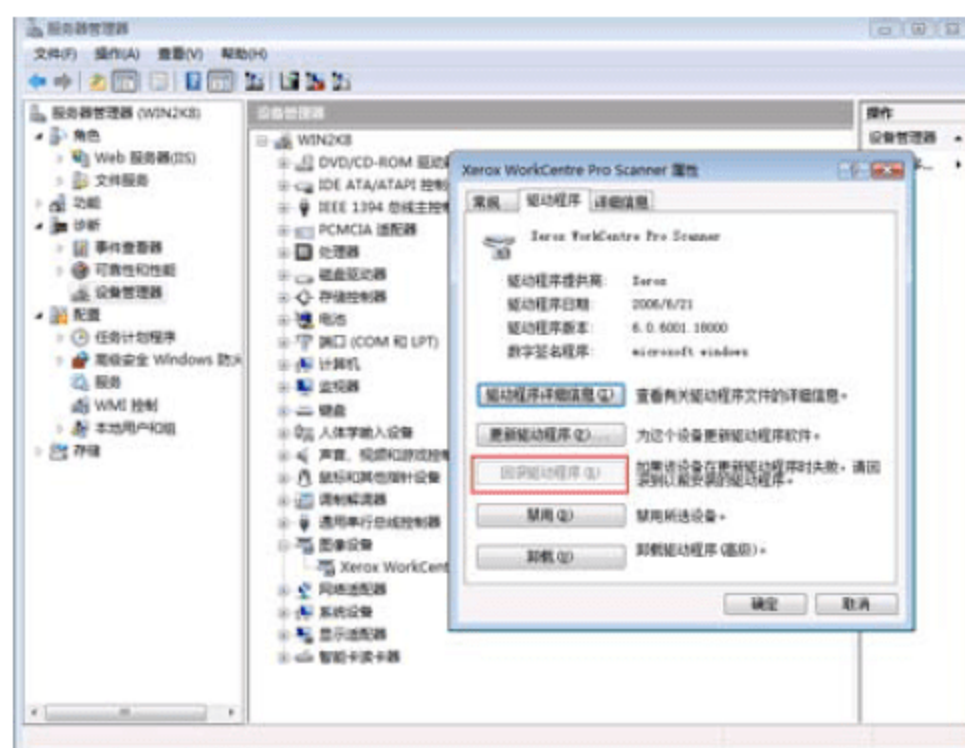 服务器管理器
文件(F) 操作(A) 查看(V) 帮助(H)
服务器管理器 (WIN2K8)
角色
Web 服务器(IIS)
文件服务
功能
诊断
事件查看器
可靠性和性能
设备管理器
配置
任务计划程序
高级安全 Windows 防火
服务
WMI 控制
本地用户和组
存储
设备管理器
WIN2K8
DVD/CD-ROM 驱动
IDE ATA/ATAPI 控制
IEEE 1394 总线主控制
PCMCIA 适配器
处理器
磁盘驱动器
存储控制器
电池
端口 (COM 和 LPT)
计算机
监视器
键盘
人体学输入设备
声音、视频和游戏控制
鼠标和其他指针设备
调制解调器
通用串行总线控制器
图像设备
Xerox WorkCent
网络适配器
系统设备
显示适配器
智能卡读卡器
操作
设备管理器
Xerox WorkCentre Pro Scanner 属性
常规 驱动程序 详细信息
Xerox WorkCentre Pro Scanner
驱动程序提供商: Xerox
驱动程序日期: 2006/6/21
驱动程序版本: 6.0.6001.18000
数字签名程序: microsoft windows
驱动程序详细信息(I) 查看有关驱动程序文件的详细信息。
更新驱动程序(P)... 为这个设备更新驱动程序软件。
回滚驱动程序(R) 如果该设备在更新驱动程序时失败，请回
滚到以前安装的驱动程序。
禁用(D) 禁用所选设备。
卸载(U) 卸载驱动程序(高级)。
确定 取消